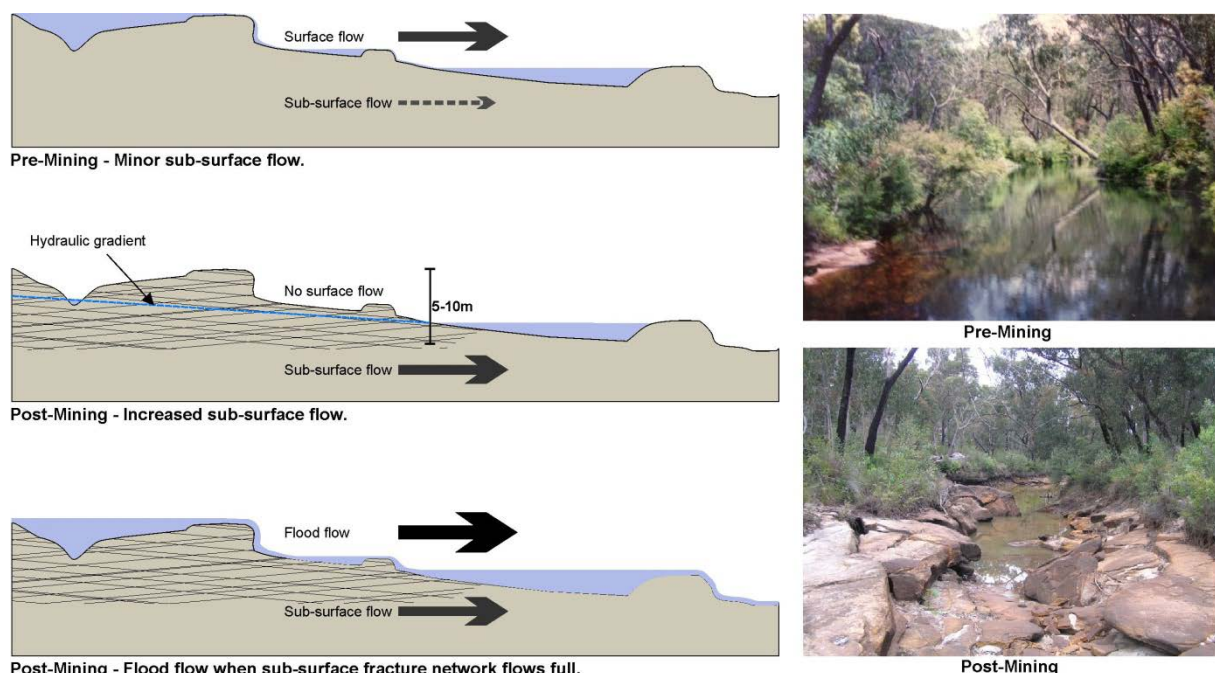 Surface flow
Sub-surface flow
Pre-Mining - Minor sub-surface flow.
Hydraulic gradient
No surface flow
5-10m
Sub-surface flow
Post-Mining - Increased sub-surface flow.
Flood flow
Sub-surface flow
Post-Mining - Flood flow when sub-surface fracture network flows full.
Pre-Mining
Post-Mining